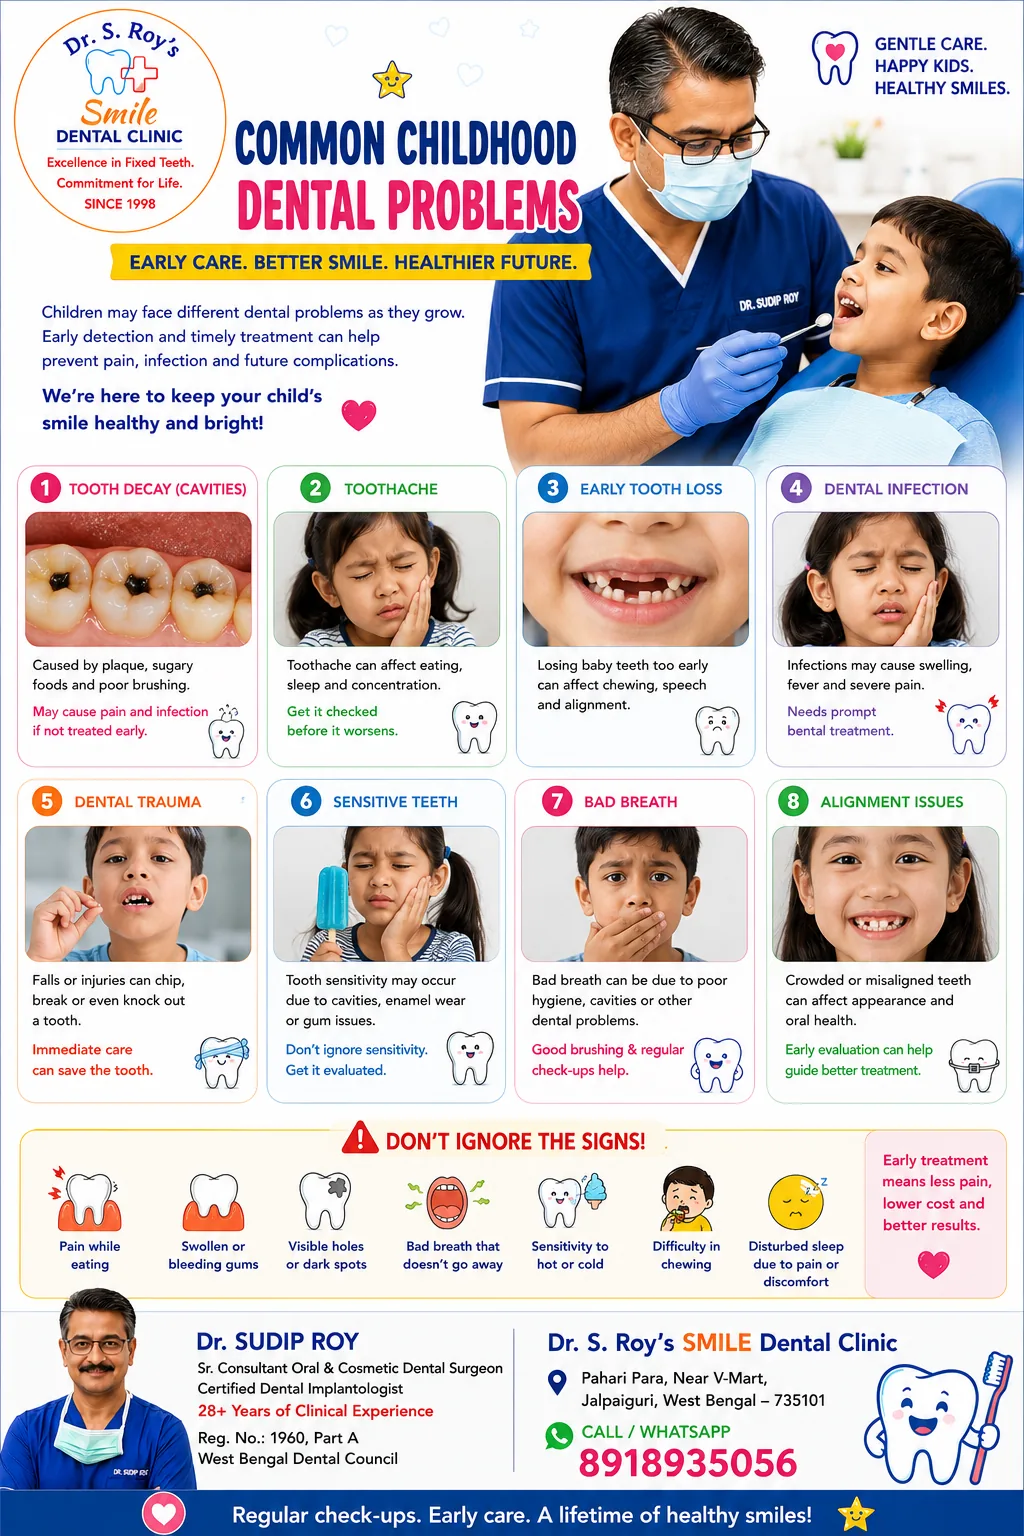 Dr. S. Roy's
Smile
DENTAL CLINIC
Excellence in Fixed Teeth.
Commitment for Life.
SINCE 1998
GENTLE CARE.
HAPPY KIDS.
HEALTHY SMILES.
COMMON CHILDHOOD
DENTAL PROBLEMS
EARLY CARE. BETTER SMILE. HEALTHIER FUTURE.
Children may face different dental problems as they grow.
Early detection and timely treatment can help
prevent pain, infection and future complications.
We're here to keep your child's
smile healthy and bright!
DR. SUDIP ROY
1 TOOTH DECAY (CAVITIES)
Caused by plaque, sugary
foods and poor brushing.
May cause pain and infection
if not treated early.
2 TOOTHACHE
Toothache can affect eating,
sleep and concentration.
Get it checked
before it worsens.
3 EARLY TOOTH LOSS
Losing baby teeth too early
can affect chewing, speech
and alignment.
4 DENTAL INFECTION
Infections may cause swelling,
fever and severe pain.
Needs prompt
bental treatment.
5 DENTAL TRAUMA
Falls or injuries can chip,
break or even knock out
a tooth.
Immediate care
can save the tooth.
6 SENSITIVE TEETH
Tooth sensitivity may occur
due to cavities, enamel wear
or gum issues.
Don't ignore sensitivity.
Get it evaluated.
7 BAD BREATH
Bad breath can be due to poor
hygiene, cavities or other
dental problems.
Good brushing & regular
check-ups help.
8 ALIGNMENT ISSUES
Crowded or misaligned teeth
can affect appearance and
oral health.
Early evaluation can help
guide better treatment.
DON'T IGNORE THE SIGNS!
Pain while
eating
Swollen or
bleeding gums
Visible holes
or dark spots
Bad breath that
doesn't go away
Sensitivity to
hot or cold
Difficulty in
chewing
Disturbed sleep
due to pain or
discomfort
Early treatment
means less pain,
lower cost and
better results.
Dr. SUDIP ROY
Sr. Consultant Oral & Cosmetic Dental Surgeon
Certified Dental Implantologist
28+ Years of Clinical Experience
Reg. No.: 1960, Part A
West Bengal Dental Council
Dr. S. Roy's SMILE Dental Clinic
Pahari Para, Near V-Mart,
Jalpaiguri, West Bengal – 735101
CALL / WHATSAPP
8918935056
Regular check-ups. Early care. A lifetime of healthy smiles!